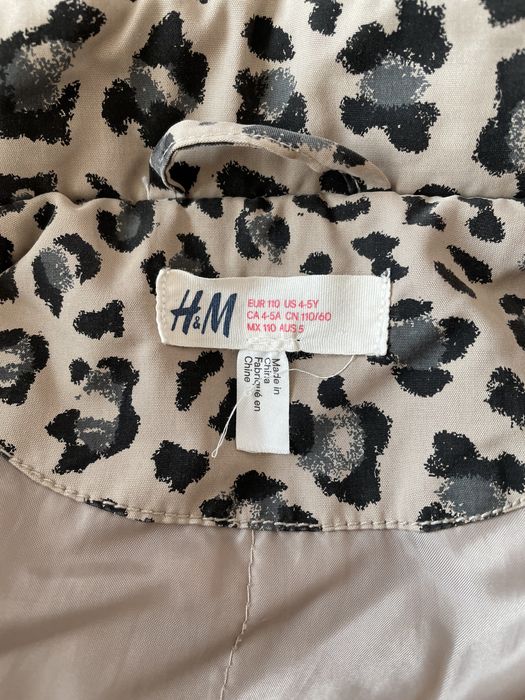 H&M
EUR 110 US 4-5Y
CA 4-5A CN 110/60
MX 110 AUS 5
Made in
China
Fabriqué en
Chine